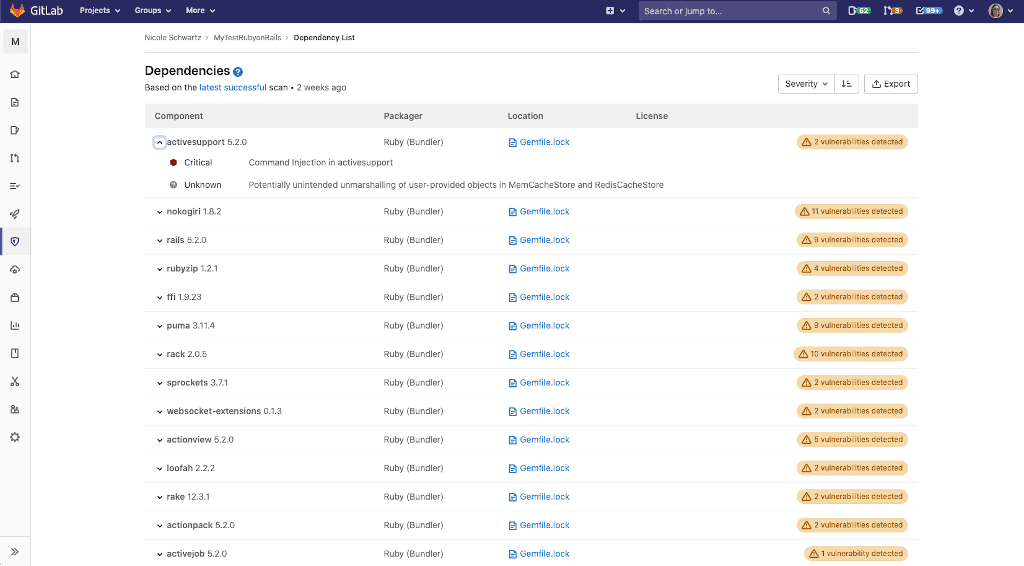 GitLab Projects Groups More Search or jump to... 52 3 99+
M
Nicole Schwartz › MyTestRubyonRails › Dependency List
Dependencies
Based on the latest successful scan • 2 weeks ago
Severity Export
Component Packager Location License
activesupport 5.2.0 Ruby (Bundler) Gemfile.lock 2 vulnerabilities detected
Critical Command Injection in activesupport
Unknown Potentially unintended unmarshalling of user-provided objects in MemCacheStore and RedisCacheStore
nokogiri 1.8.2 Ruby (Bundler) Gemfile.lock 11 vulnerabilities detected
rails 5.2.0 Ruby (Bundler) Gemfile.lock 9 vulnerabilities detected
rubyzip 1.2.1 Ruby (Bundler) Gemfile.lock 4 vulnerabilities detected
ffi 1.9.23 Ruby (Bundler) Gemfile.lock 2 vulnerabilities detected
puma 3.11.4 Ruby (Bundler) Gemfile.lock 9 vulnerabilities detected
rack 2.0.5 Ruby (Bundler) Gemfile.lock 10 vulnerabilities detected
sprockets 3.7.1 Ruby (Bundler) Gemfile.lock 2 vulnerabilities detected
websocket-extensions 0.1.3 Ruby (Bundler) Gemfile.lock 2 vulnerabilities detected
actionview 5.2.0 Ruby (Bundler) Gemfile.lock 5 vulnerabilities detected
loofah 2.2.2 Ruby (Bundler) Gemfile.lock 2 vulnerabilities detected
rake 12.3.1 Ruby (Bundler) Gemfile.lock 2 vulnerabilities detected
actionpack 5.2.0 Ruby (Bundler) Gemfile.lock 2 vulnerabilities detected
activejob 5.2.0 Ruby (Bundler) Gemfile.lock 1 vulnerability detected